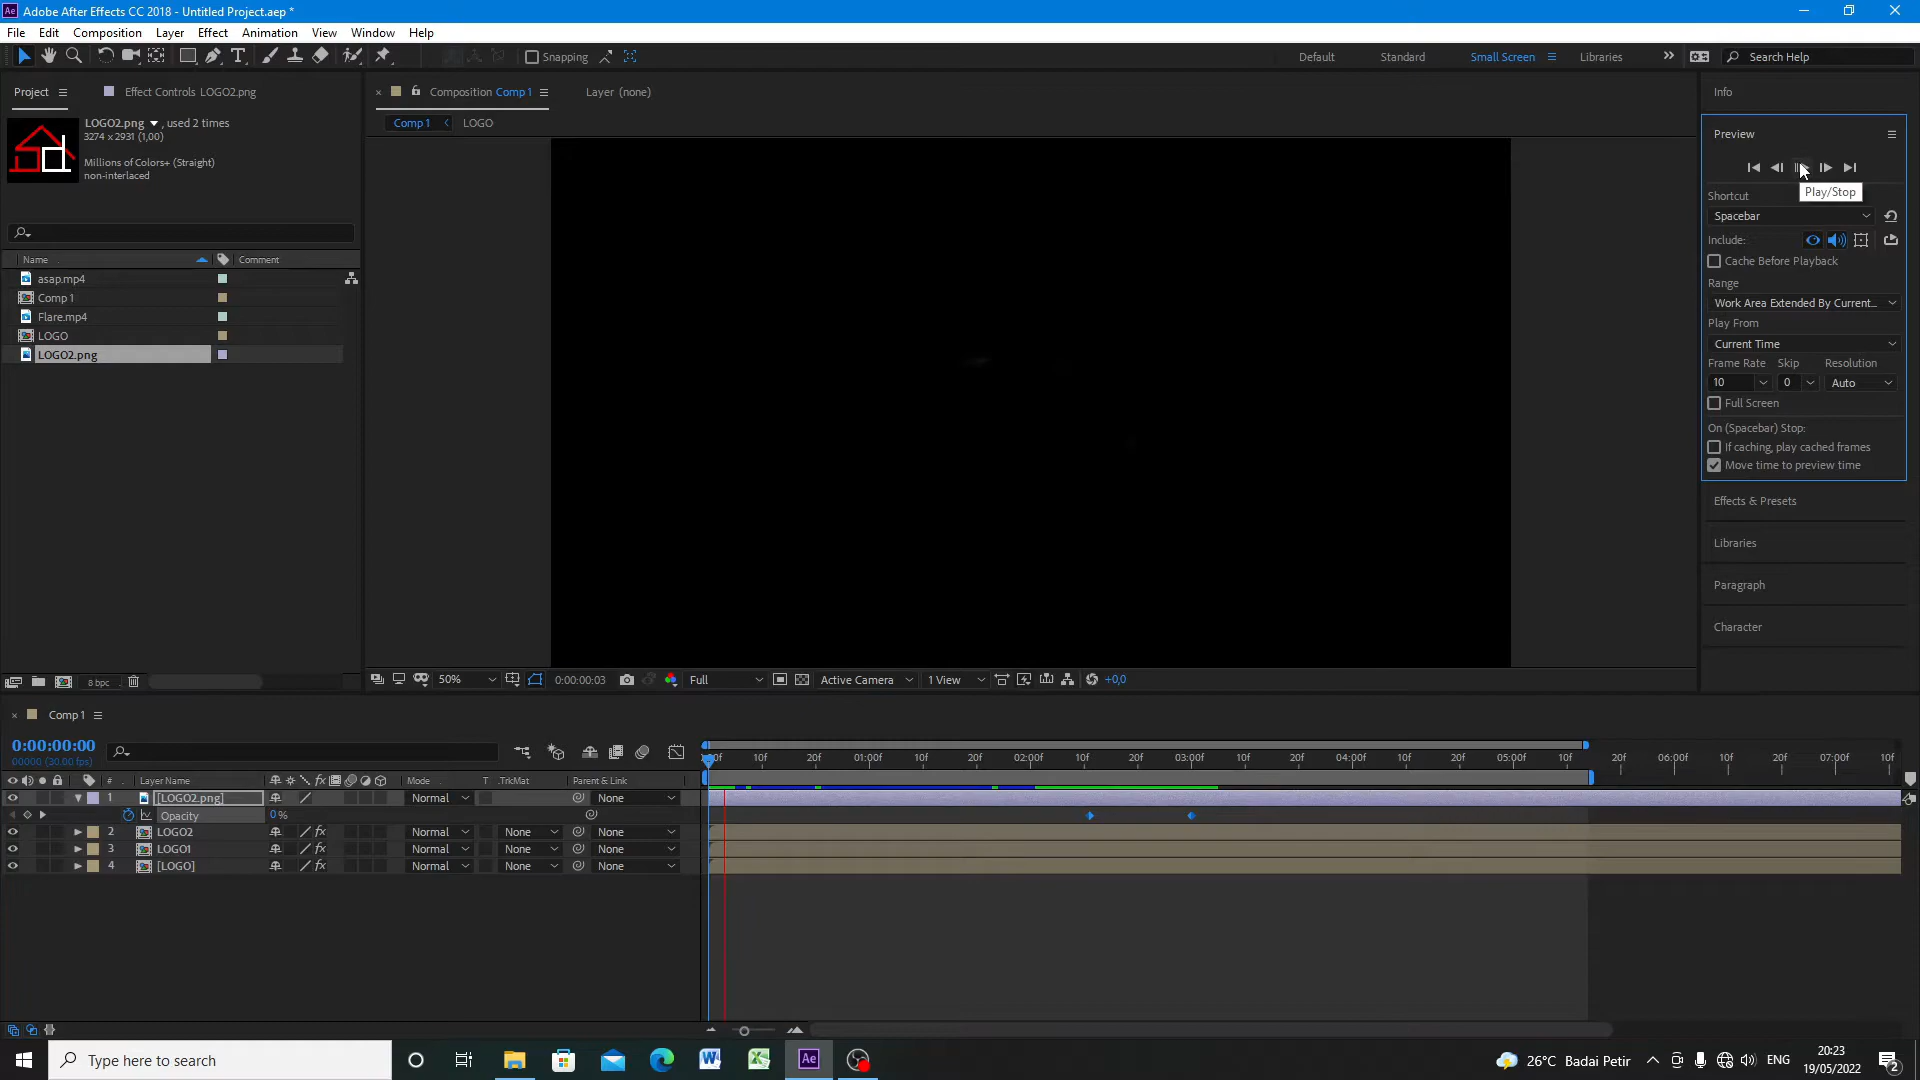 Adobe After Effects CC 2018 - Untitled Project.aep *
File Edit Composition Layer Effect Animation View Window Help
Snapping Default Standard Small Screen Libraries Search Help
Project Effect Controls LOGO2.png Composition Comp 1 Layer (none) Info
LOGO2.png , used 2 times
3274 x 2931 (1,00)
Millions of Colors+ (Straight)
non-interlaced
Comp 1 LOGO
Preview
Play/Stop
Shortcut
Spacebar
Include:
Cache Before Playback
Range
Work Area Extended By Current...
Play From
Current Time
Frame Rate Skip Resolution
10 0 Auto
Full Screen
On (Spacebar) Stop:
If caching, play cached frames
Move time to preview time
Effects & Presets
Libraries
Paragraph
Character
Name Comment
asap.mp4
Comp 1
Flare.mp4
LOGO
LOGO2.png
8 bpc
50% 0:00:00:03 Full Active Camera 1 View +0,0
Comp 1
0:00:00:00
00000 (30.00 fps)
# Layer Name Mode T .TrkMat Parent & Link
:00f 10f 20f 01:00f 10f 20f 02:00f 10f 20f 03:00f 10f 20f 04:00f 10f 20f 05:00f 10f 20f 06:00f 10f 20f 07:00f 10f
1 [LOGO2.png] Normal None
Opacity 0%
2 LOGO2 Normal None None
3 LOGO1 Normal None None
4 [LOGO] Normal None None
Type here to search
26°C Badai Petir ENG
20:23
19/05/2022
2